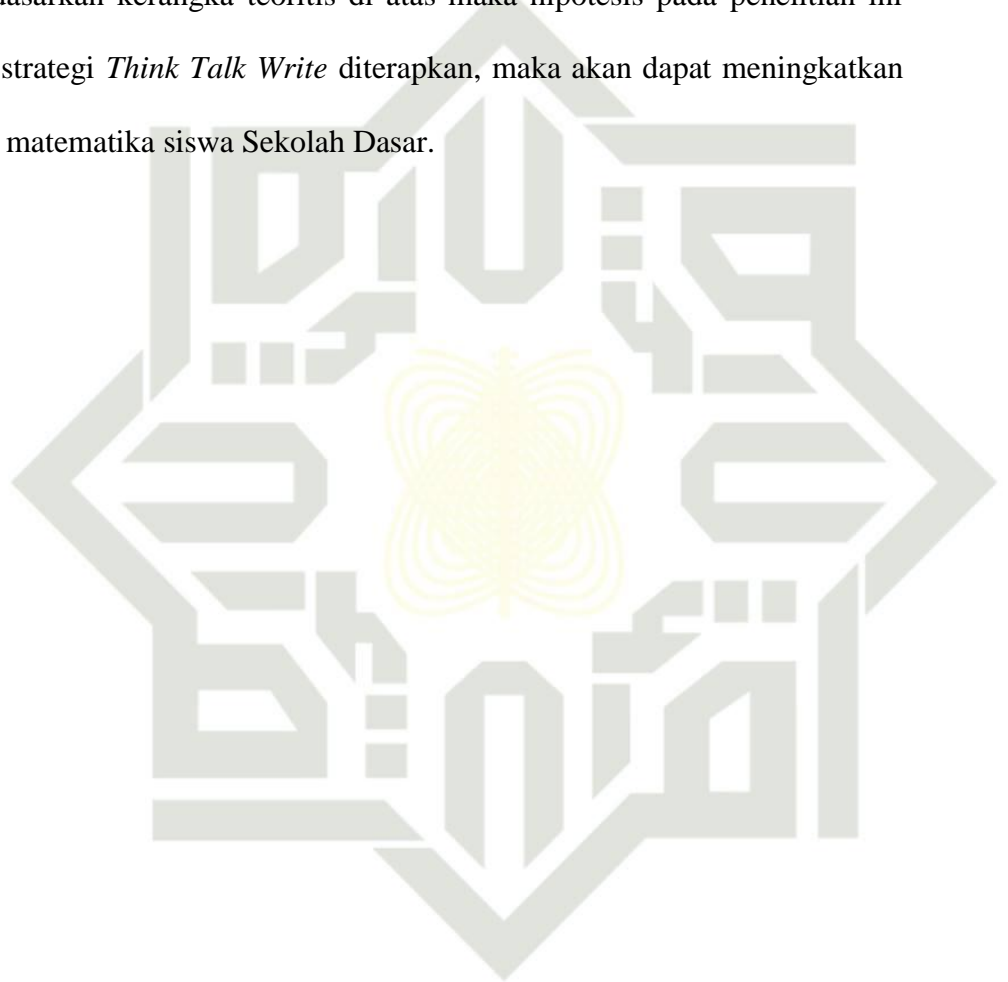 dasarkan kerangka teoritis di atas maka hipotesis pada penelitian ini
strategi Think Talk Write diterapkan, maka akan dapat meningkatkan
matematika siswa Sekolah Dasar.